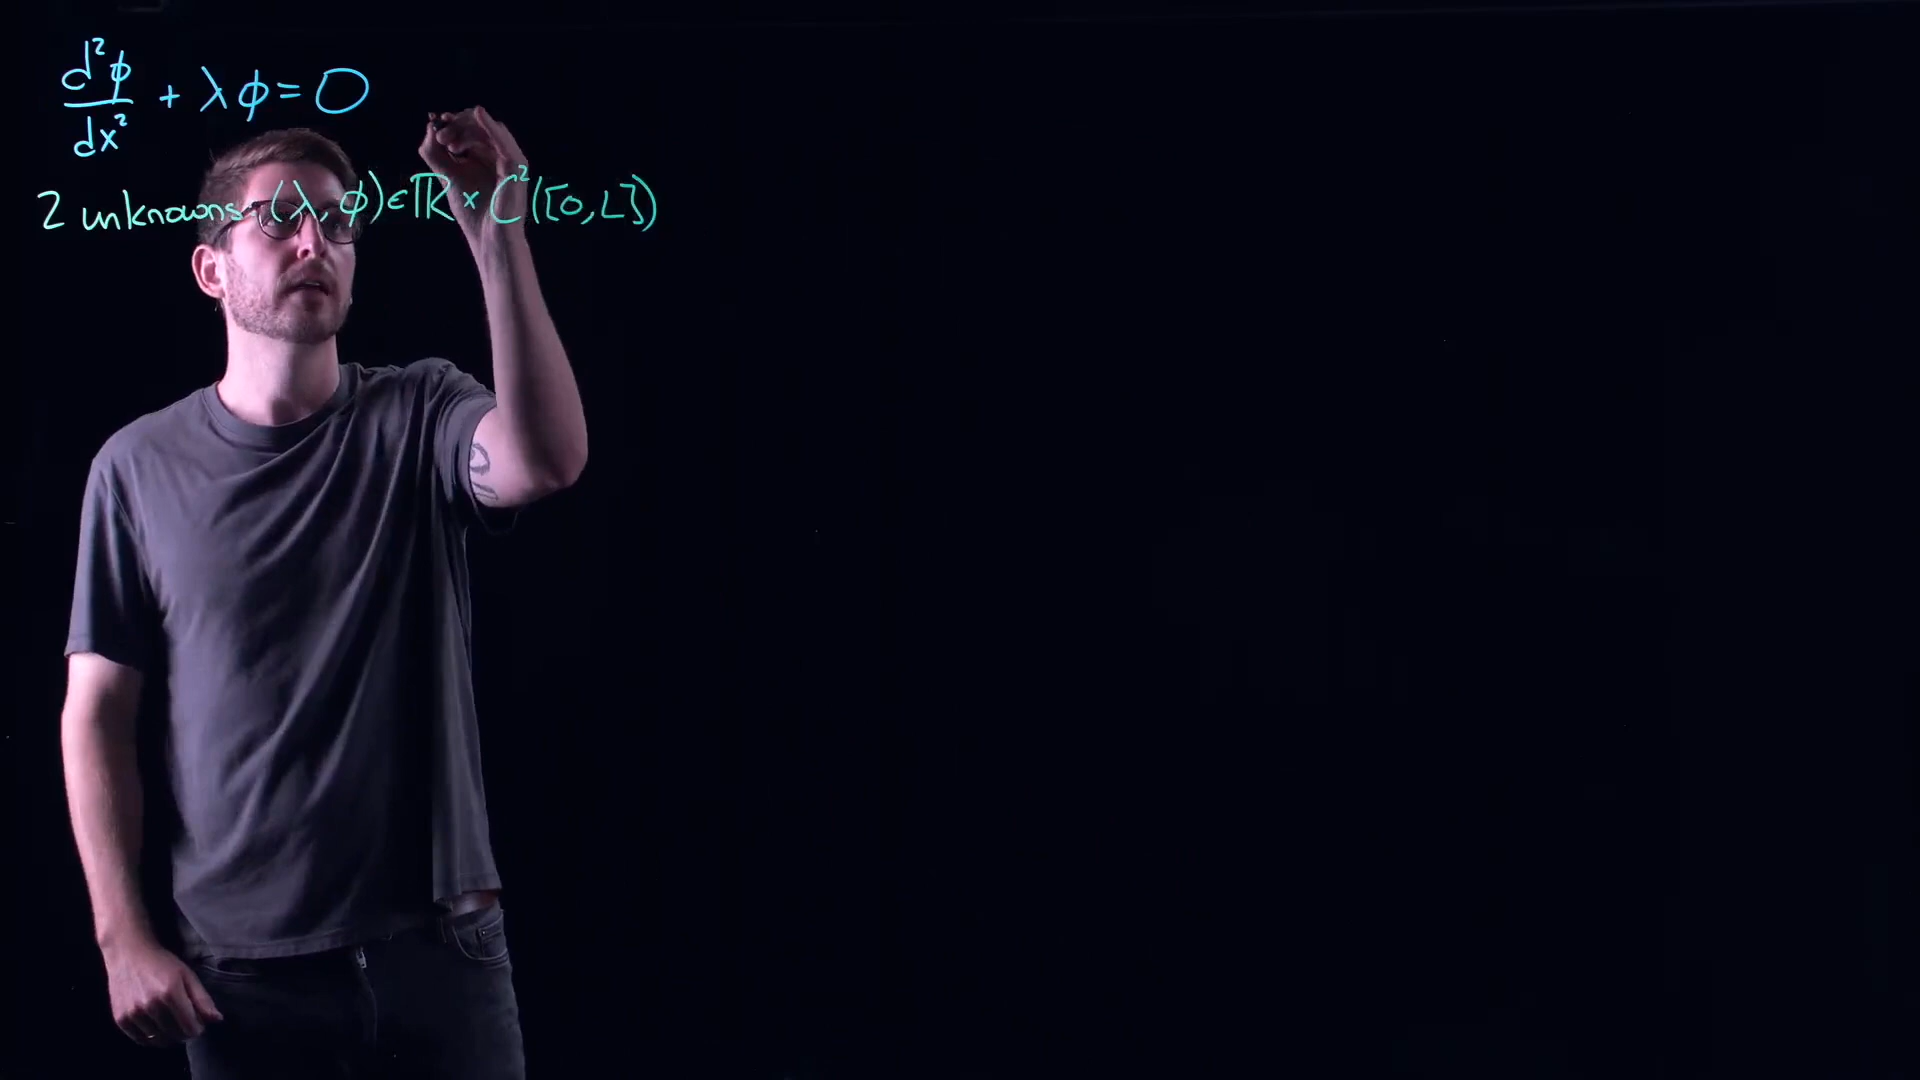 d²φ/dx² + λφ = 0
2 unknowns (λ, φ) ∈ ℝ × C²([0, L])